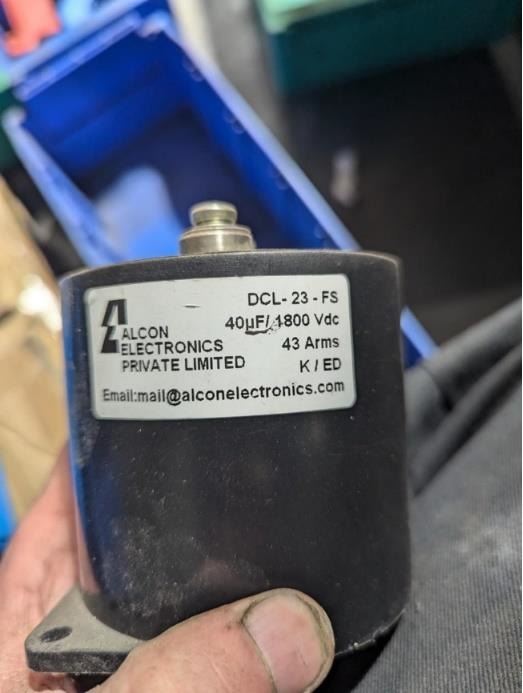 DCL- 23 - FS
ALCON 40µF/ 1800 Vdc
ELECTRONICS 43 Arms
PRIVATE LIMITED K / ED
Email:mail@alconelectronics.com